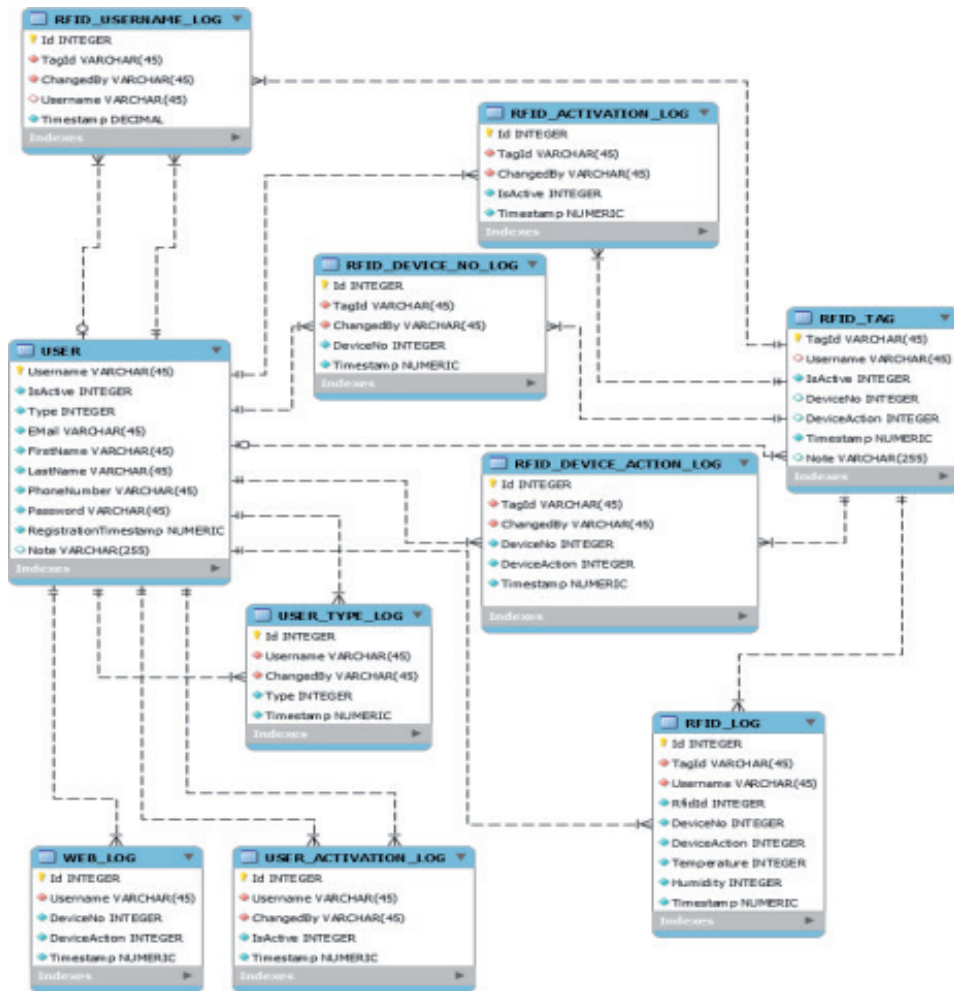 RFID_USERNAME_LOG
Id INTEGER
TagId VARCHAR(45)
ChangedBy VARCHAR(45)
Username VARCHAR(45)
Timestamp DECIMAL
Indexes
RFID_ACTIVATION_LOG
Id INTEGER
TagId VARCHAR(45)
ChangedBy VARCHAR(45)
IsActive INTEGER
Timestamp NUMERIC
Indexes
RFID_DEVICE_NO_LOG
Id INTEGER
TagId VARCHAR(45)
ChangedBy VARCHAR(45)
DeviceNo INTEGER
Timestamp NUMERIC
Indexes
RFID_TAG
TagId VARCHAR(45)
Username VARCHAR(45)
IsActive INTEGER
DeviceNo INTEGER
DeviceAction INTEGER
Timestamp NUMERIC
Note VARCHAR(255)
Indexes
USER
Username VARCHAR(45)
IsActive INTEGER
Type INTEGER
EMail VARCHAR(45)
FirstName VARCHAR(45)
LastName VARCHAR(45)
PhoneNumber VARCHAR(45)
Password VARCHAR(45)
RegistrationTimestamp NUMERIC
Note VARCHAR(255)
Indexes
RFID_DEVICE_ACTION_LOG
Id INTEGER
TagId VARCHAR(45)
ChangedBy VARCHAR(45)
DeviceNo INTEGER
DeviceAction INTEGER
Timestamp NUMERIC
Indexes
USER_TYPE_LOG
Id INTEGER
Username VARCHAR(45)
ChangedBy VARCHAR(45)
Type INTEGER
Timestamp NUMERIC
Indexes
RFID_LOG
Id INTEGER
TagId VARCHAR(45)
Username VARCHAR(45)
RfidId INTEGER
DeviceNo INTEGER
DeviceAction INTEGER
Temperature INTEGER
Humidity INTEGER
Timestamp NUMERIC
Indexes
WEB_LOG
Id INTEGER
Username VARCHAR(45)
DeviceNo INTEGER
DeviceAction INTEGER
Timestamp NUMERIC
Indexes
USER_ACTIVATION_LOG
Id INTEGER
Username VARCHAR(45)
ChangedBy VARCHAR(45)
IsActive INTEGER
Timestamp NUMERIC
Indexes